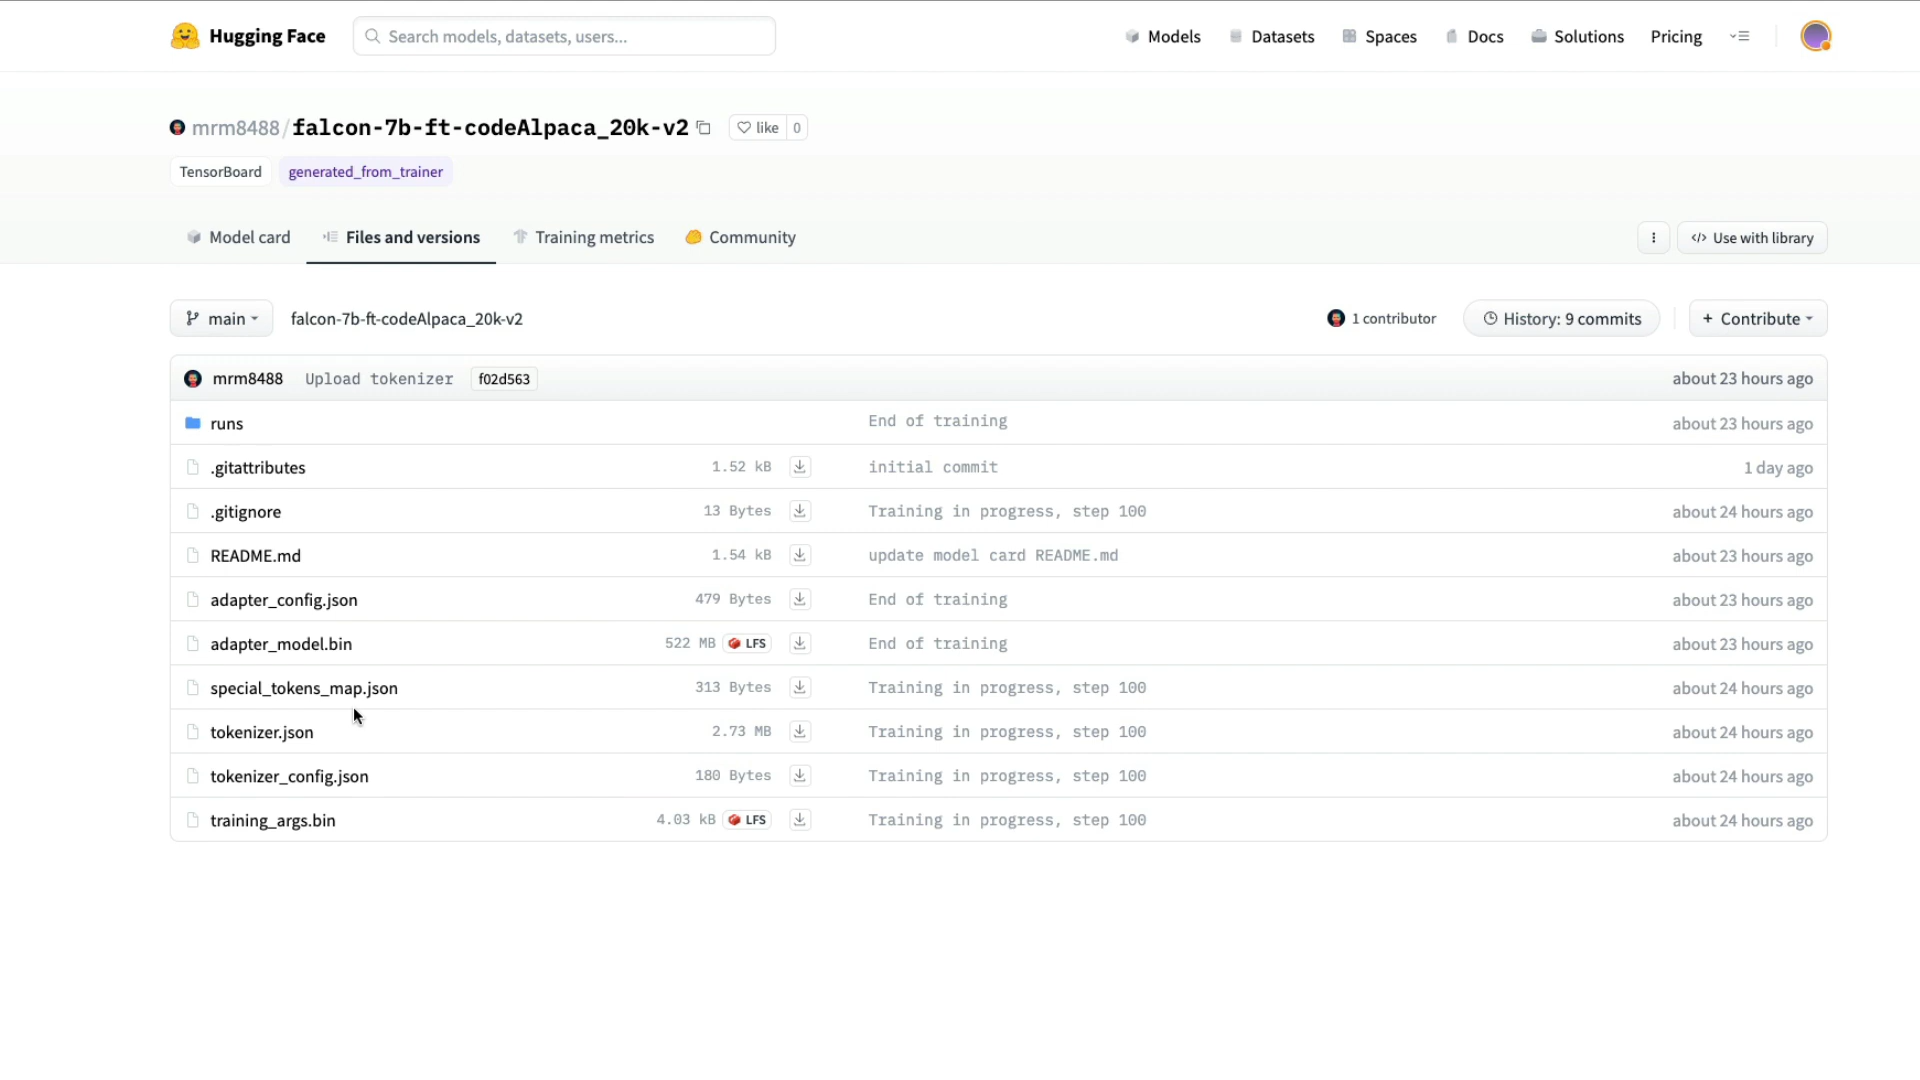 Hugging Face
Search models, datasets, users...
Models
Datasets
Spaces
Docs
Solutions
Pricing
mrm8488/falcon-7b-ft-codeAlpaca_20k-v2
like 0
TensorBoard
generated_from_trainer
Model card
Files and versions
Training metrics
Community
</> Use with library
main
falcon-7b-ft-codeAlpaca_20k-v2
1 contributor
History: 9 commits
+ Contribute
mrm8488 Upload tokenizer f02d563 about 23 hours ago
runs End of training about 23 hours ago
.gitattributes 1.52 kB initial commit 1 day ago
.gitignore 13 Bytes Training in progress, step 100 about 24 hours ago
README.md 1.54 kB update model card README.md about 23 hours ago
adapter_config.json 479 Bytes End of training about 23 hours ago
adapter_model.bin 522 MB LFS End of training about 23 hours ago
special_tokens_map.json 313 Bytes Training in progress, step 100 about 24 hours ago
tokenizer.json 2.73 MB Training in progress, step 100 about 24 hours ago
tokenizer_config.json 180 Bytes Training in progress, step 100 about 24 hours ago
training_args.bin 4.03 kB LFS Training in progress, step 100 about 24 hours ago